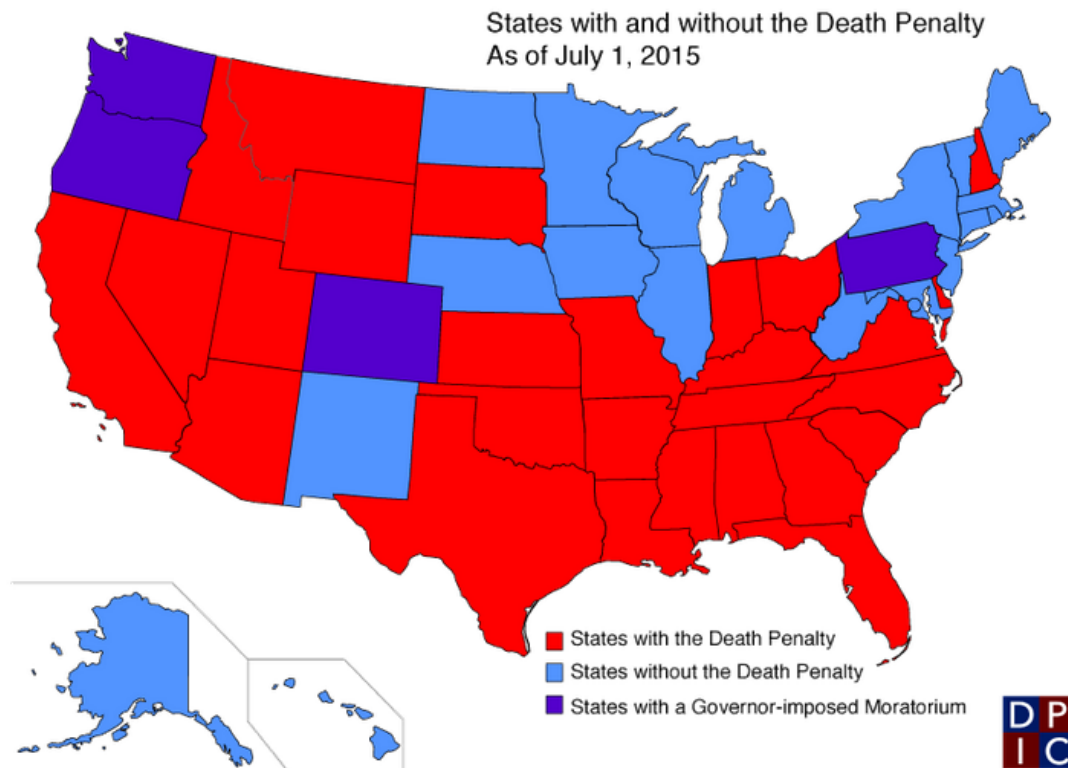 States with and without the Death Penalty
As of July 1, 2015
States with the Death Penalty
States without the Death Penalty
States with a Governor-imposed Moratorium
D P
I C